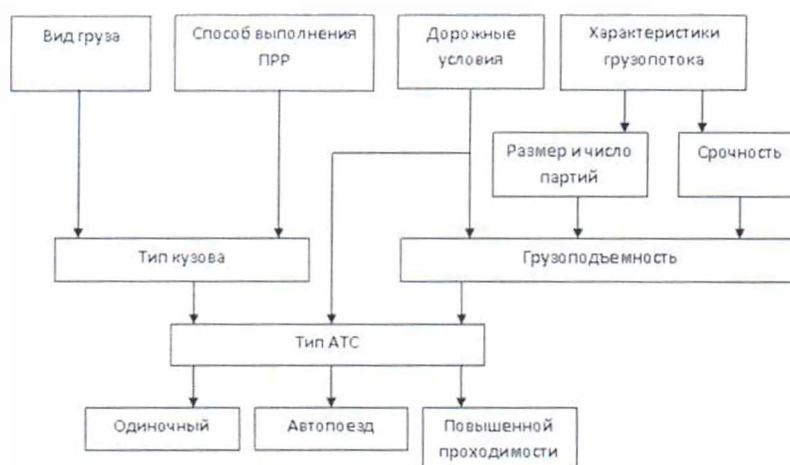 Вид груза
Способ выполнения
ПРР
Дорожные
условия
Характеристики
грузопотока
Размер и число
партий
Срочность
Тип кузова
Грузоподъемность
Тип АТС
Одиночный
Автопоезд
Повышенной
проходимости